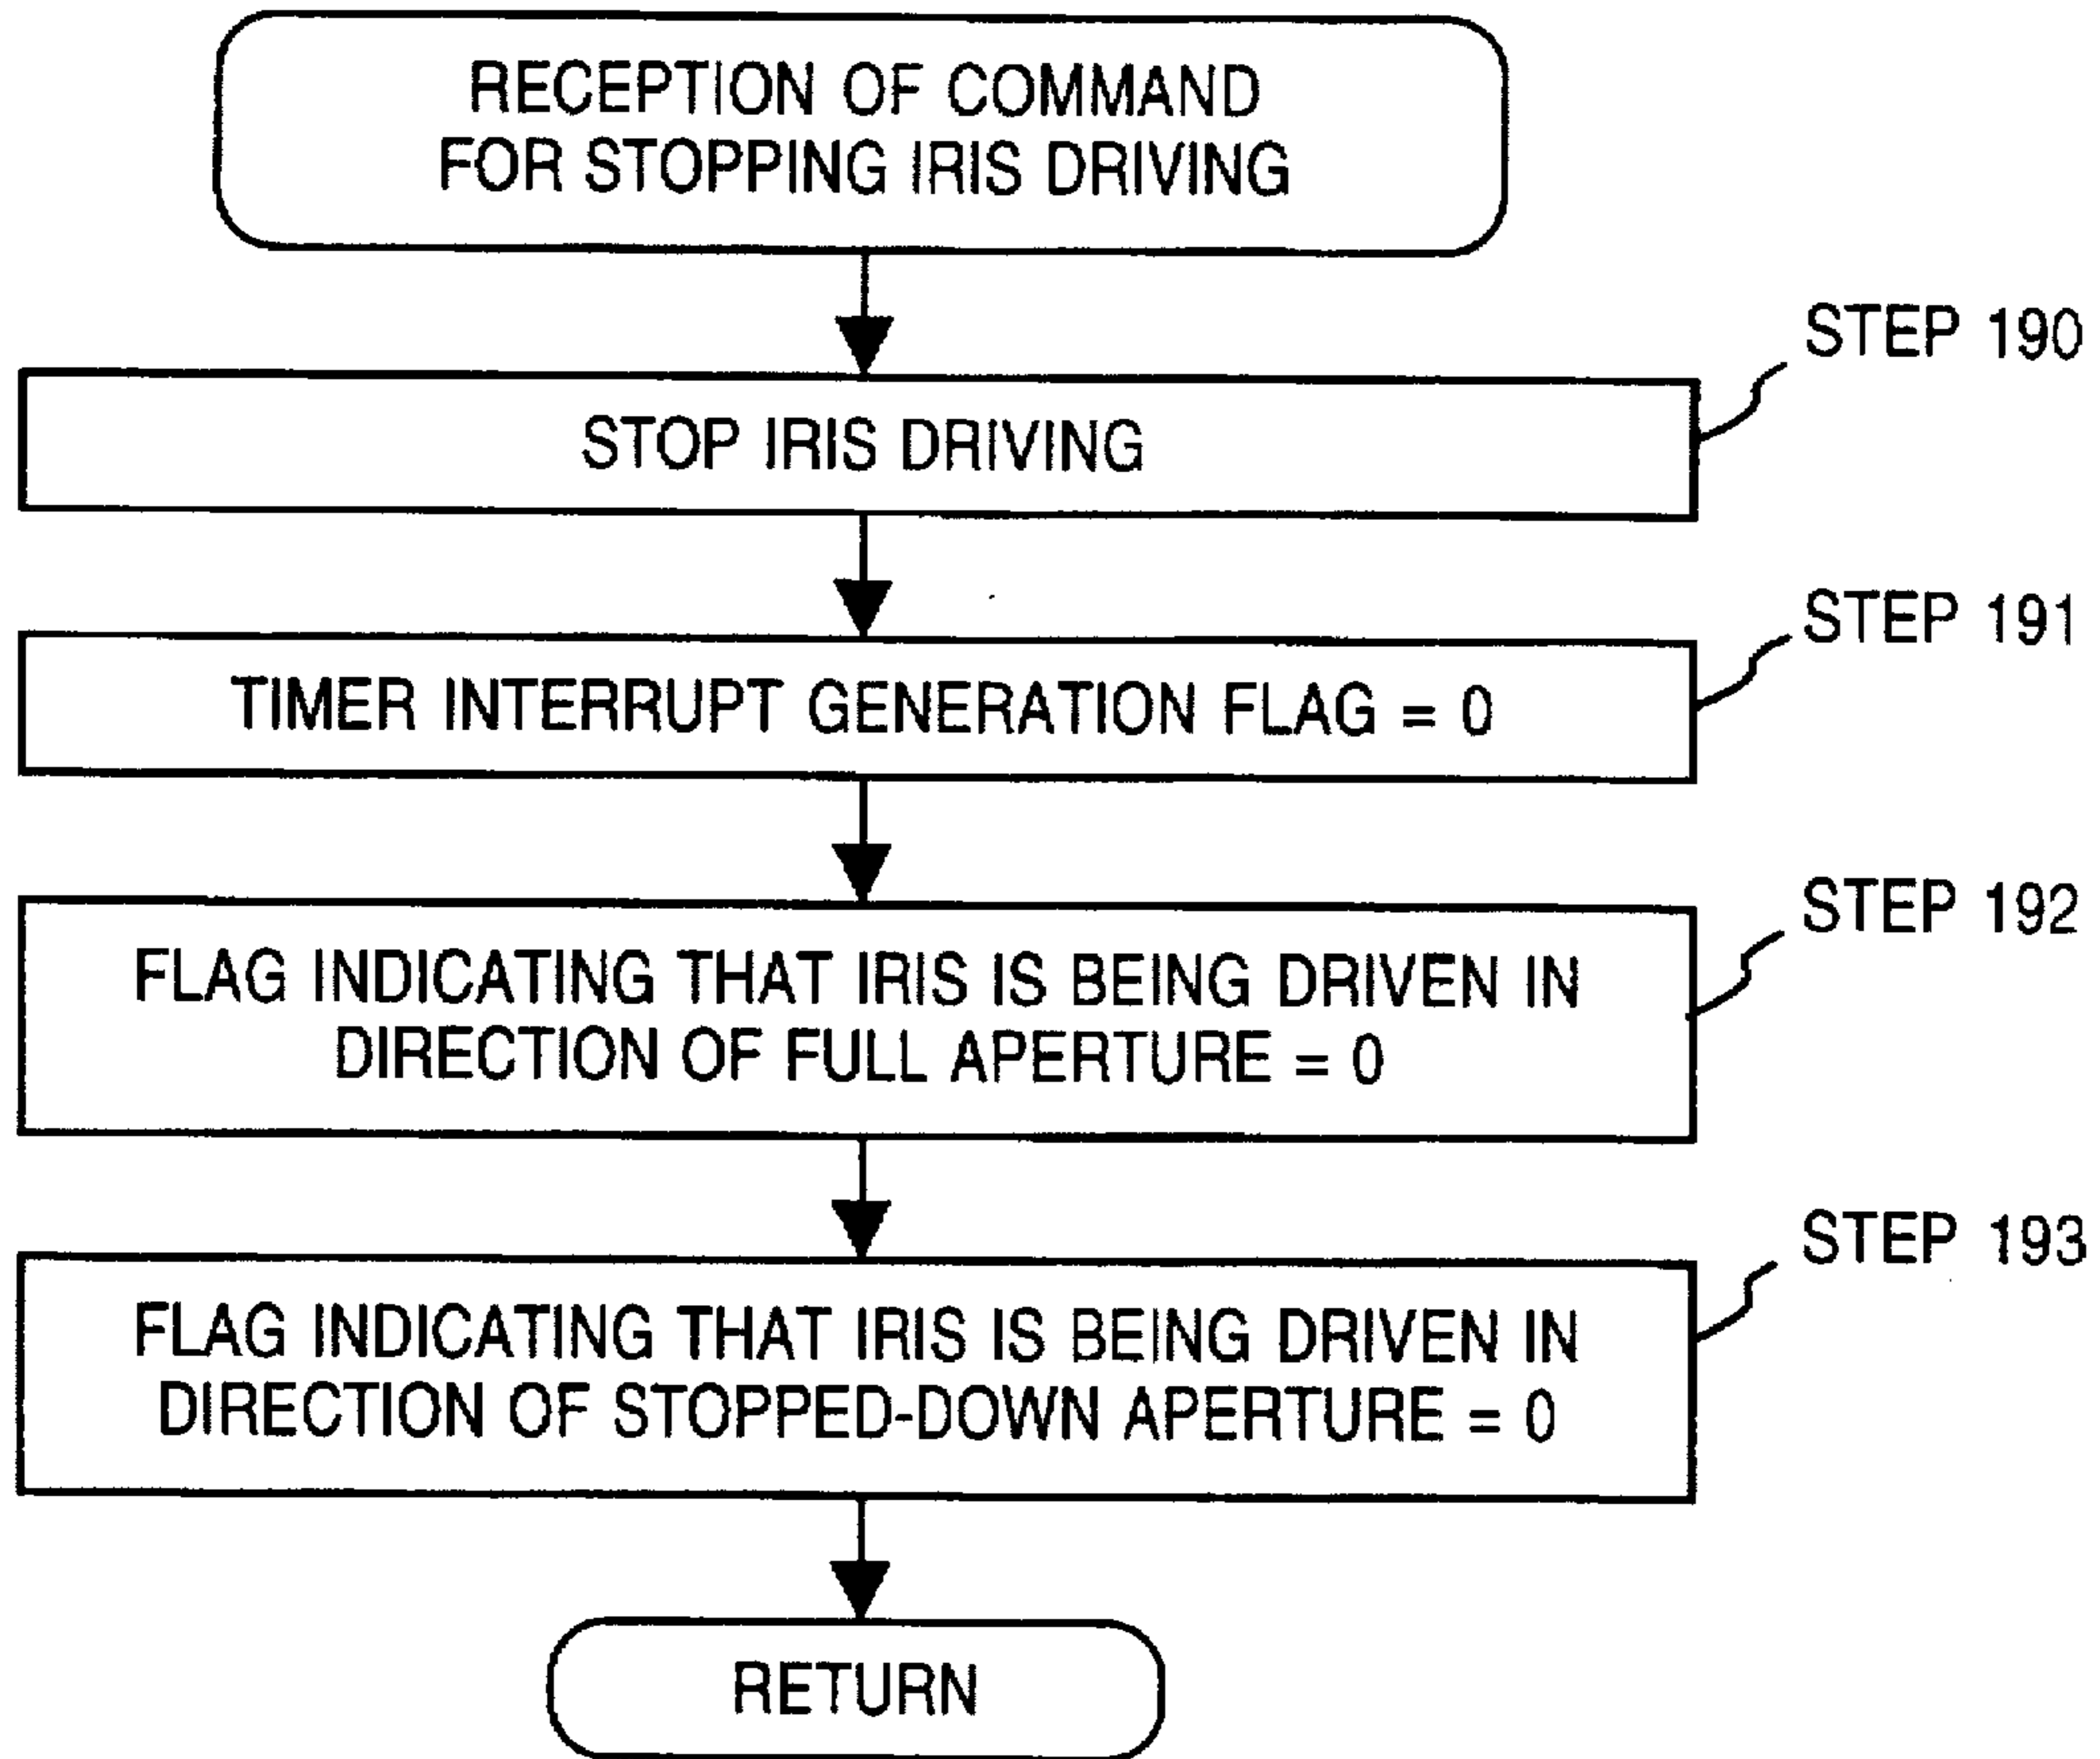 RECEPTION OF COMMAND
FOR STOPPING IRIS DRIVING
STEP 190
STOP IRIS DRIVING
STEP 191
TIMER INTERRUPT GENERATION FLAG = 0
STEP 192
FLAG INDICATING THAT IRIS IS BEING DRIVEN IN
DIRECTION OF FULL APERTURE = 0
STEP 193
FLAG INDICATING THAT IRIS IS BEING DRIVEN IN
DIRECTION OF STOPPED-DOWN APERTURE = 0
RETURN